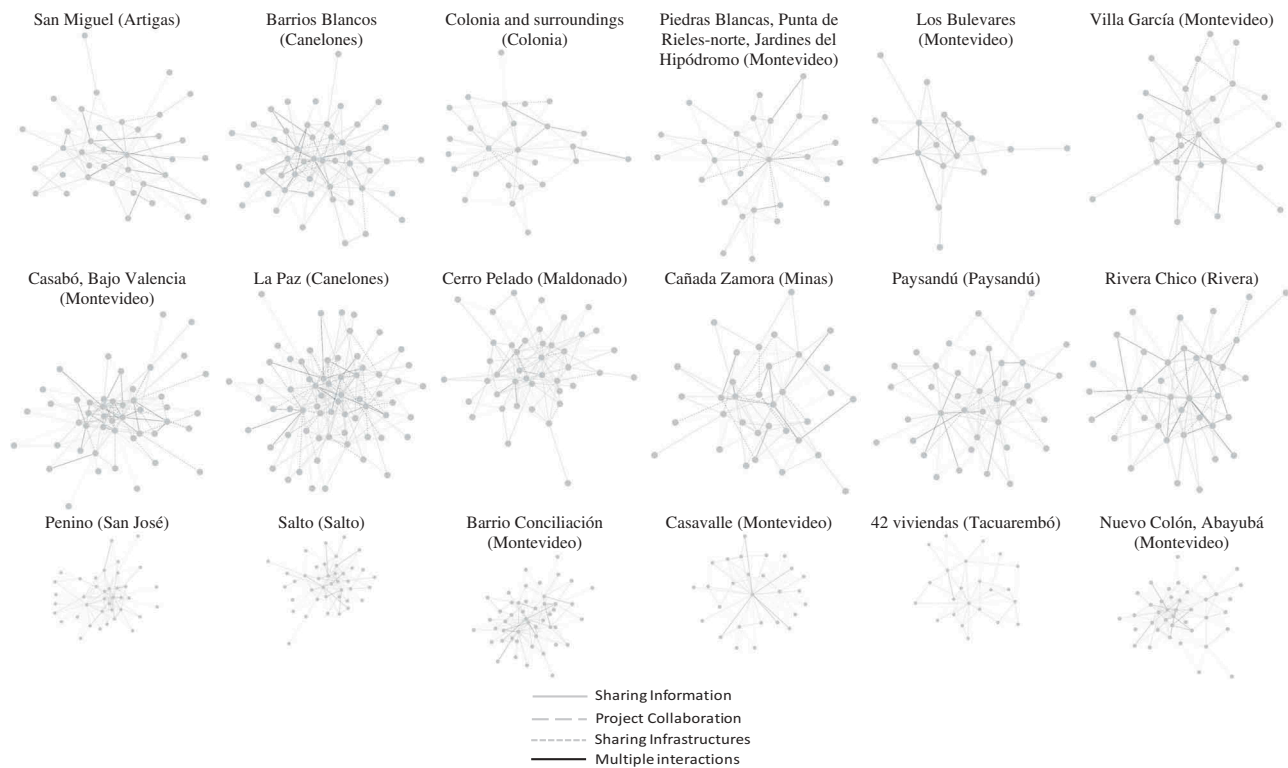 San Miguel (Artigas)
Barrios Blancos
(Canelones)
Colonia and surroundings
(Colonia)
Piedras Blancas, Punta de
Rieles-norte, Jardines del
Hipódromo (Montevideo)
Los Bulevares
(Montevideo)
Villa García (Montevideo)
Casabó, Bajo Valencia
(Montevideo)
La Paz (Canelones)
Cerro Pelado (Maldonado)
Cañada Zamora (Minas)
Paysandú (Paysandú)
Rivera Chico (Rivera)
Penino (San José)
Salto (Salto)
Barrio Conciliación
(Montevideo)
Casavalle (Montevideo)
42 viviendas (Tacuarembó)
Nuevo Colón, Abayubá
(Montevideo)
Sharing Information
Project Collaboration
Sharing Infrastructures
Multiple interactions